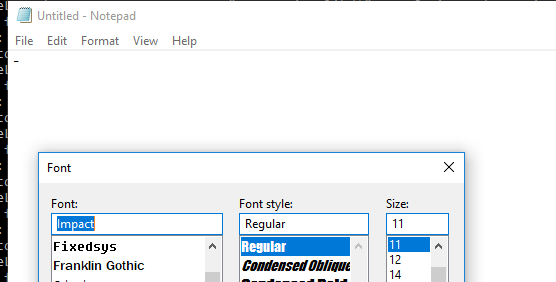 Untitled - Notepad
File Edit Format View Help
-
Font
Font: Font style: Size:
Impact Regular 11
Fixedsys Regular 11
Franklin Gothic Condensed Oblique 12
14